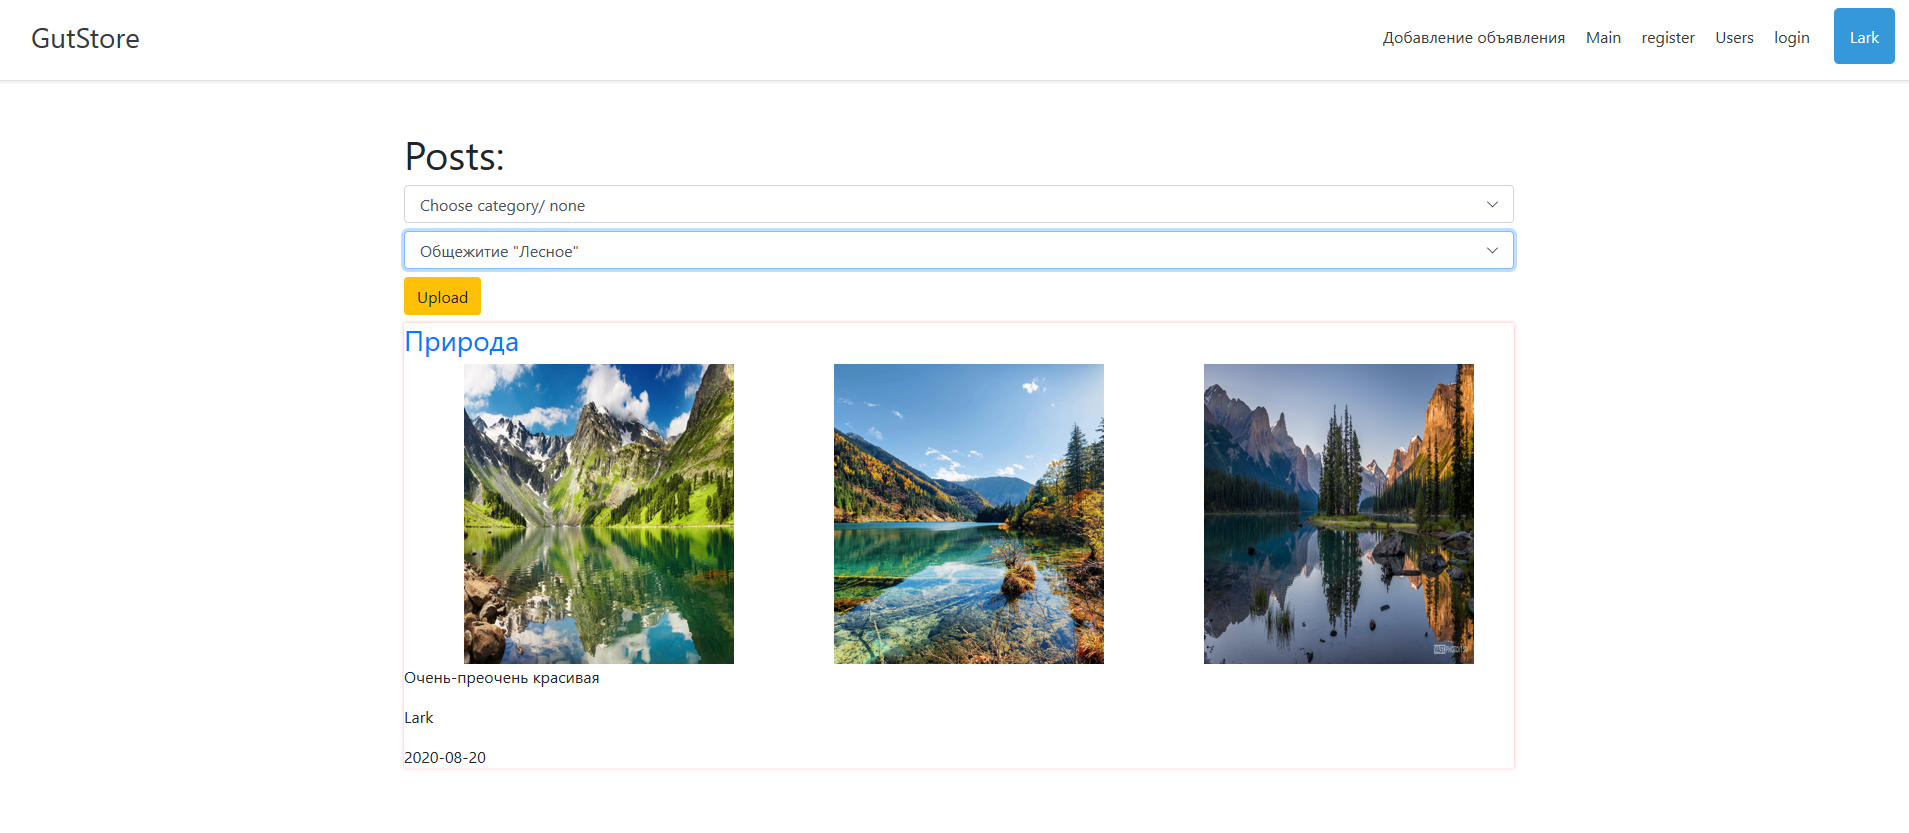 GutStore
Добавление объявления Main register Users login Lark
Posts:
Choose category/ none
Общежитие "Лесное"
Upload
Природа
Очень-преочень красивая
Lark
2020-08-20